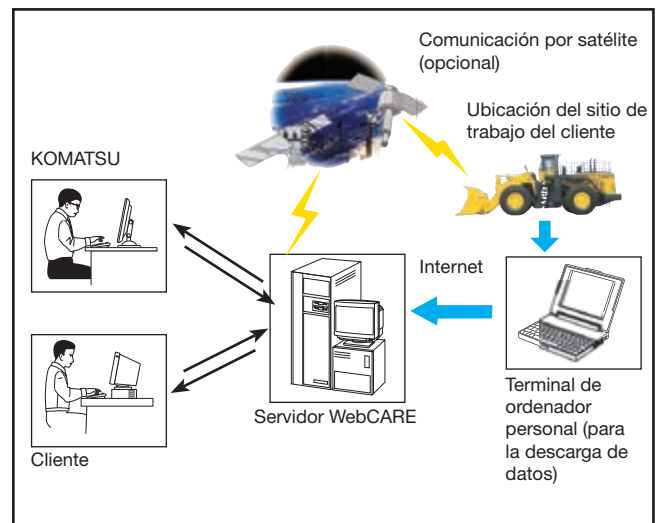 Comunicación por satélite
(opcional)
Ubicación del sitio de
trabajo del cliente
KOMATSU
Internet
Servidor WebCARE
Terminal de
ordenador
personal (para
la descarga de
datos)
Cliente